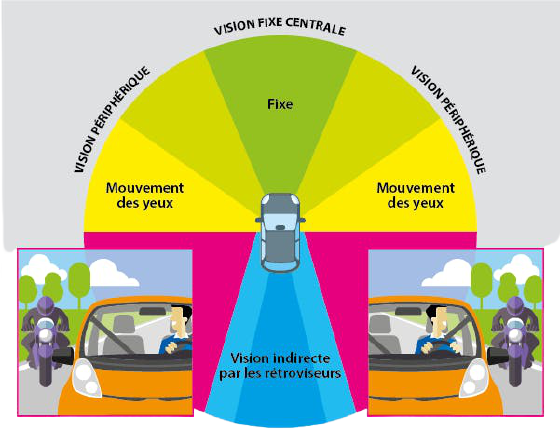 VISION FIXE CENTRALE
VISION PÉRIPHÉRIQUE
VISION PÉRIPHÉRIQUE
Fixe
Mouvement
des yeux
Mouvement
des yeux
Vision indirecte
par les rétroviseurs